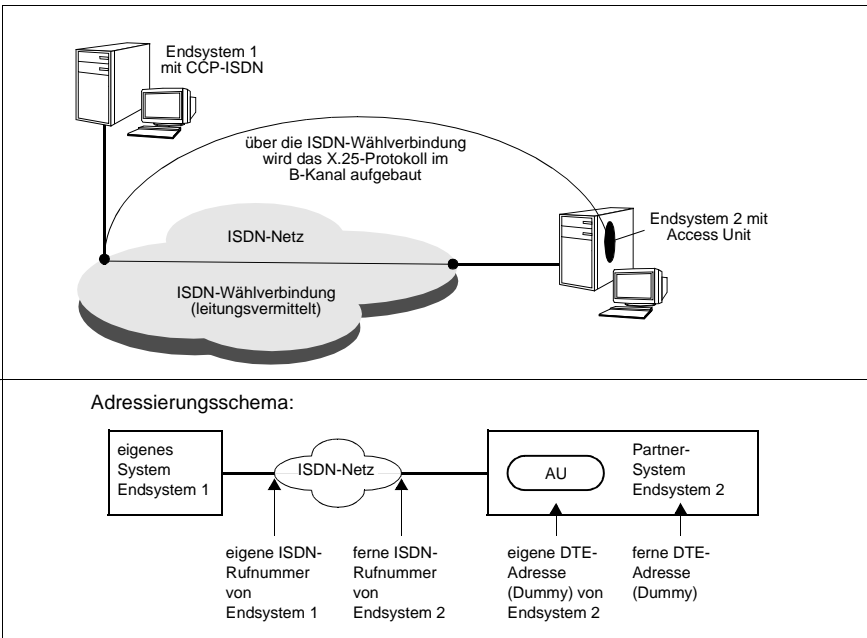 Endsystem 1
mit CCP-ISDN
über die ISDN-Wählverbindung
wird das X.25-Protokoll im
B-Kanal aufgebaut
Endsystem 2 mit
Access Unit
ISDN-Netz
ISDN-Wählverbindung
(leitungsvermittelt)
Adressierungsschema:
eigenes
System
Endsystem 1
ISDN-Netz
AU
Partner-
System
Endsystem 2
eigene ISDN-
Rufnummer
von
Endsystem 1
ferne ISDN-
Rufnummer
von
Endsystem 2
eigene DTE-
Adresse
(Dummy) von
Endsystem 2
ferne DTE-
Adresse
(Dummy)